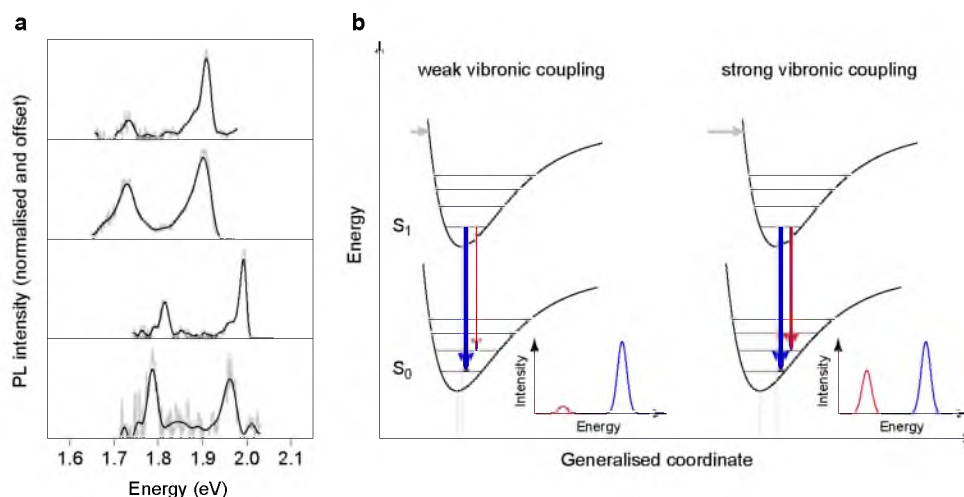 a
PL intensity (normalised and offset)
1.6 1.7 1.8 1.9 2.0 2.1
Energy (eV)
b
weak vibronic coupling
strong vibronic coupling
Energy
S1
S0
Intensity
Energy
Intensity
Energy
Generalised coordinate